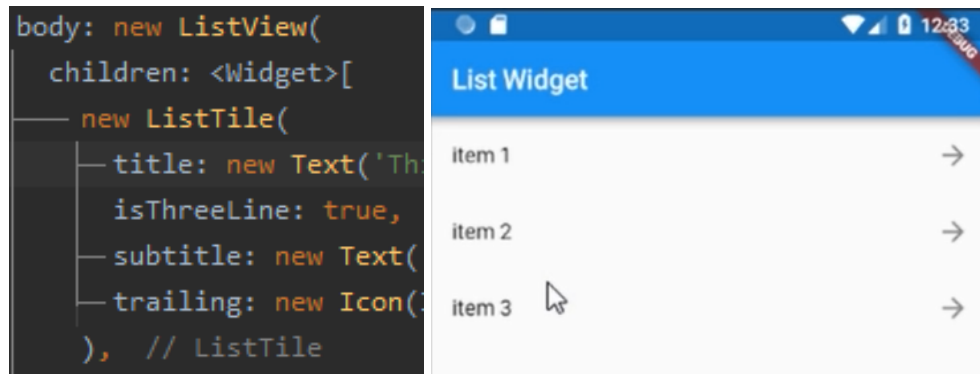 body: new ListView(
children: <Widget>[
new ListTile(
title: new Text('Th
isThreeLine: true,
subtitle: new Text(
trailing: new Icon(
), // ListTile
12:33
List Widget
item 1
item 2
item 3